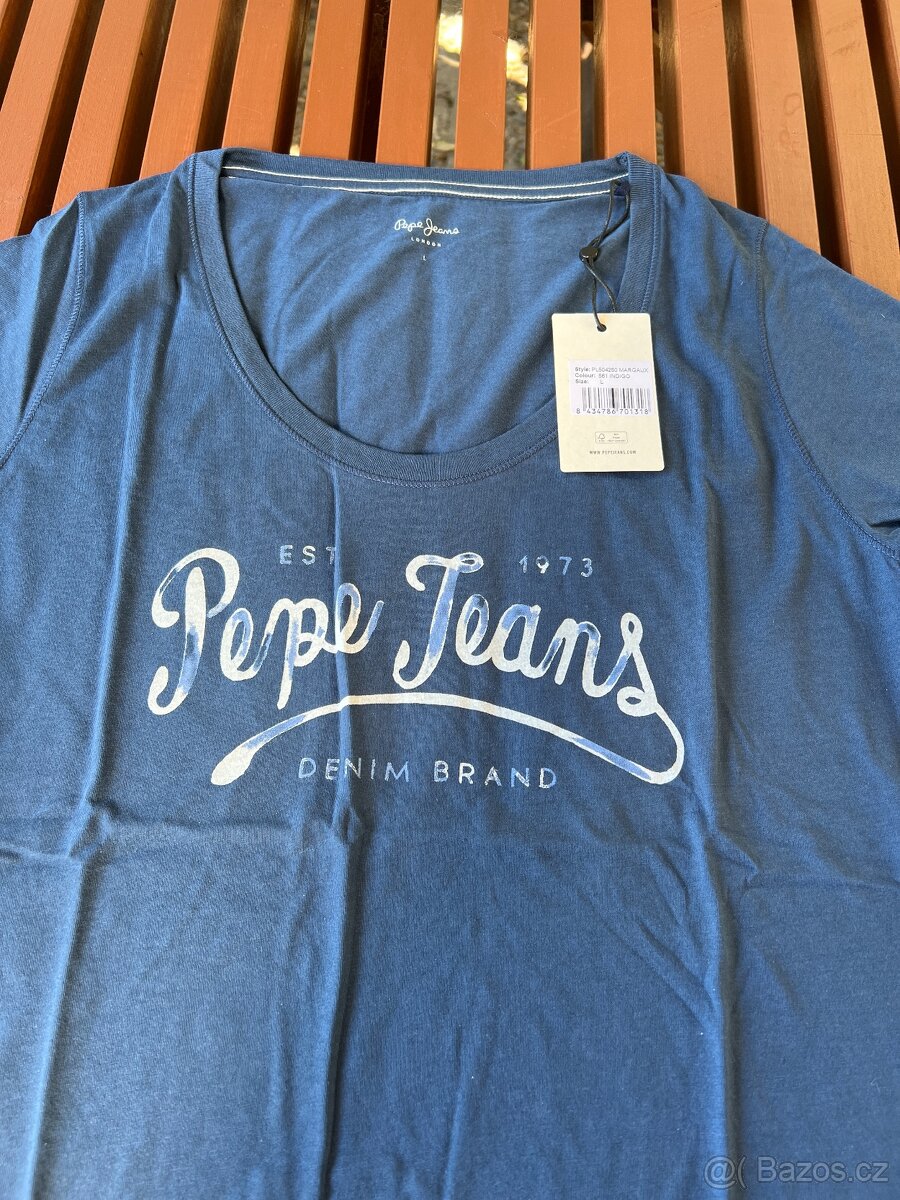 Pepe Jeans
LONDON
L
Style: PL504260 MARGAUX
Colour: 561 INDIGO
Size: L
8 434786 701318
WWW.PEPEJEANS.COM
EST 1973
Pepe Jeans
DENIM BRAND
@( Bazos.cz